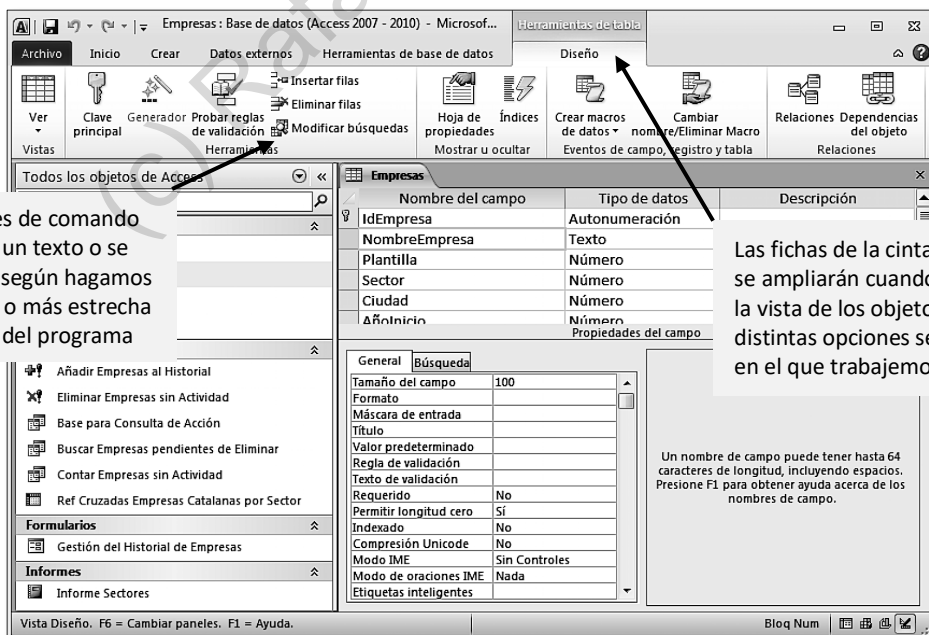 Empresas : Base de datos (Access 2007 - 2010) - Microsof...
Herramientas de tabla
Archivo Inicio Crear Datos externos Herramientas de base de datos Diseño
Ver
Clave principal
Generador
Probar reglas de validación
Insertar filas
Eliminar filas
Modificar búsquedas
Hoja de propiedades
Índices
Crear macros de datos
Cambiar nombre/Eliminar Macro
Relaciones
Dependencias del objeto
Vistas Herramientas Mostrar u ocultar Eventos de campo, registro y tabla Relaciones
(c) Rafa
Todos los objetos de Access
es de comando
un texto o se
según hagamos
o más estrecha
del programa
Añadir Empresas al Historial
Eliminar Empresas sin Actividad
Base para Consulta de Acción
Buscar Empresas pendientes de Eliminar
Contar Empresas sin Actividad
Ref Cruzadas Empresas Catalanas por Sector
Formularios
Gestión del Historial de Empresas
Informes
Informe Sectores
Empresas
Nombre del campo Tipo de datos Descripción
IdEmpresa Autonumeración
NombreEmpresa Texto
Plantilla Número
Sector Número
Ciudad Número
AñoInicio Número
Las fichas de la cinta
se ampliarán cuando
la vista de los objeto
distintas opciones se
en el que trabajemo
Propiedades del campo
General Búsqueda
Tamaño del campo 100
Formato
Máscara de entrada
Título
Valor predeterminado
Regla de validación
Texto de validación
Requerido No
Permitir longitud cero Sí
Indexado No
Compresión Unicode No
Modo IME Sin Controles
Modo de oraciones IME Nada
Etiquetas inteligentes
Un nombre de campo puede tener hasta 64
caracteres de longitud, incluyendo espacios.
Presione F1 para obtener ayuda acerca de los
nombres de campo.
Vista Diseño. F6 = Cambiar paneles. F1 = Ayuda.
Bloq Num